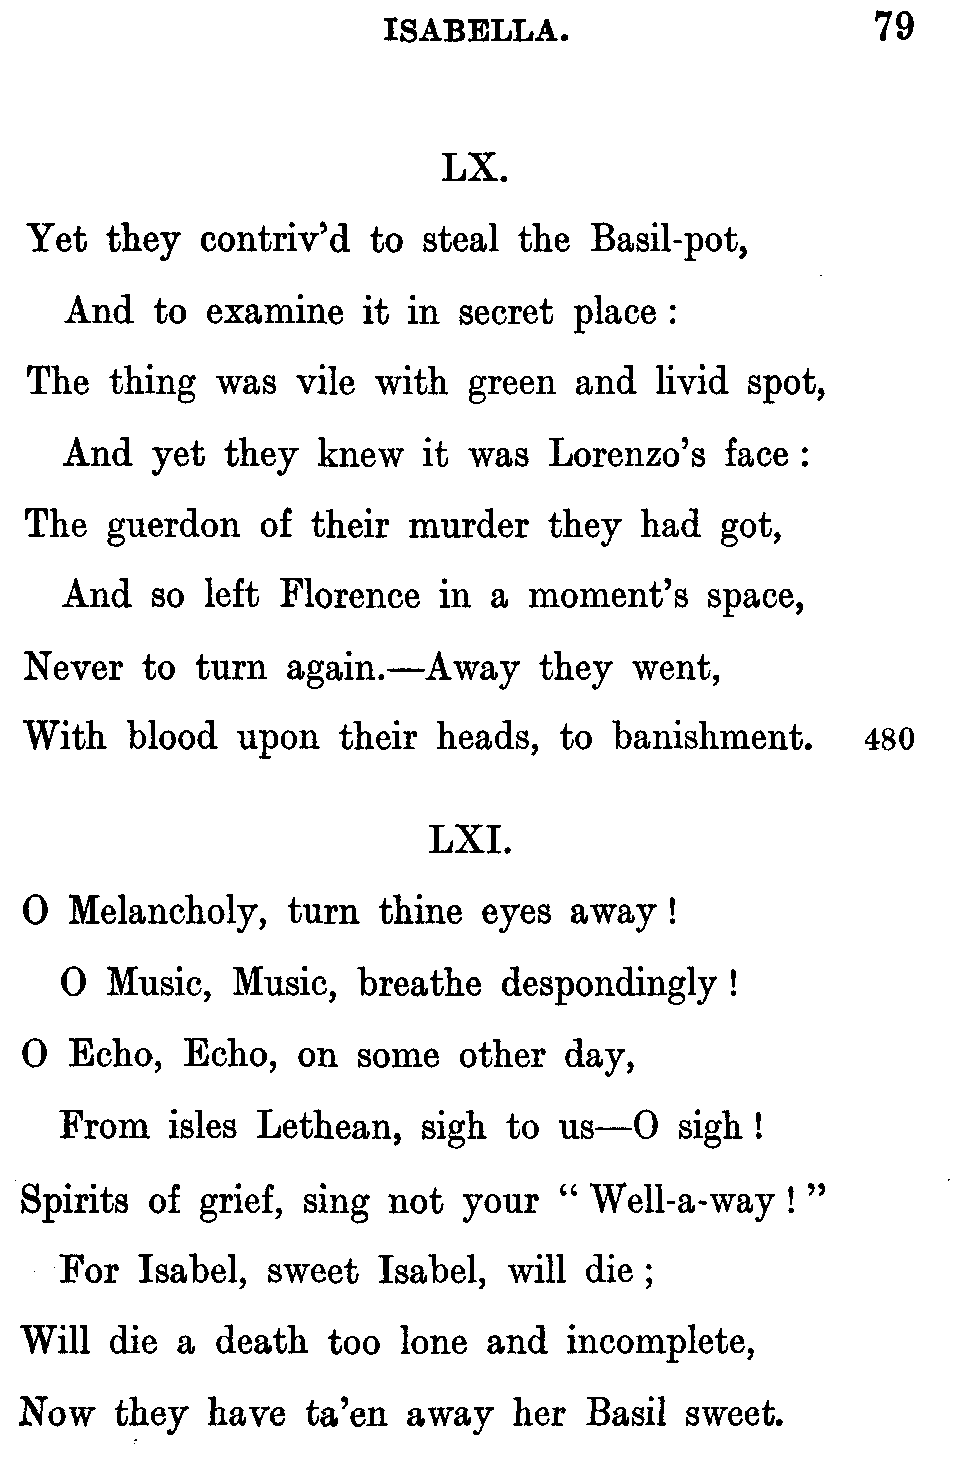 ISABELLA. 79
LX.
Yet they contriv'd to steal the Basil-pot,
And to examine it in secret place :
The thing was vile with green and livid spot,
And yet they knew it was Lorenzo's face :
The guerdon of their murder they had got,
And so left Florence in a moment's space,
Never to turn again.—Away they went,
With blood upon their heads, to banishment. 480
LXI.
O Melancholy, turn thine eyes away !
O Music, Music, breathe despondingly !
O Echo, Echo, on some other day,
From isles Lethean, sigh to us—O sigh !
Spirits of grief, sing not your “ Well-a-way ! ”
For Isabel, sweet Isabel, will die ;
Will die a death too lone and incomplete,
Now they have ta'en away her Basil sweet.